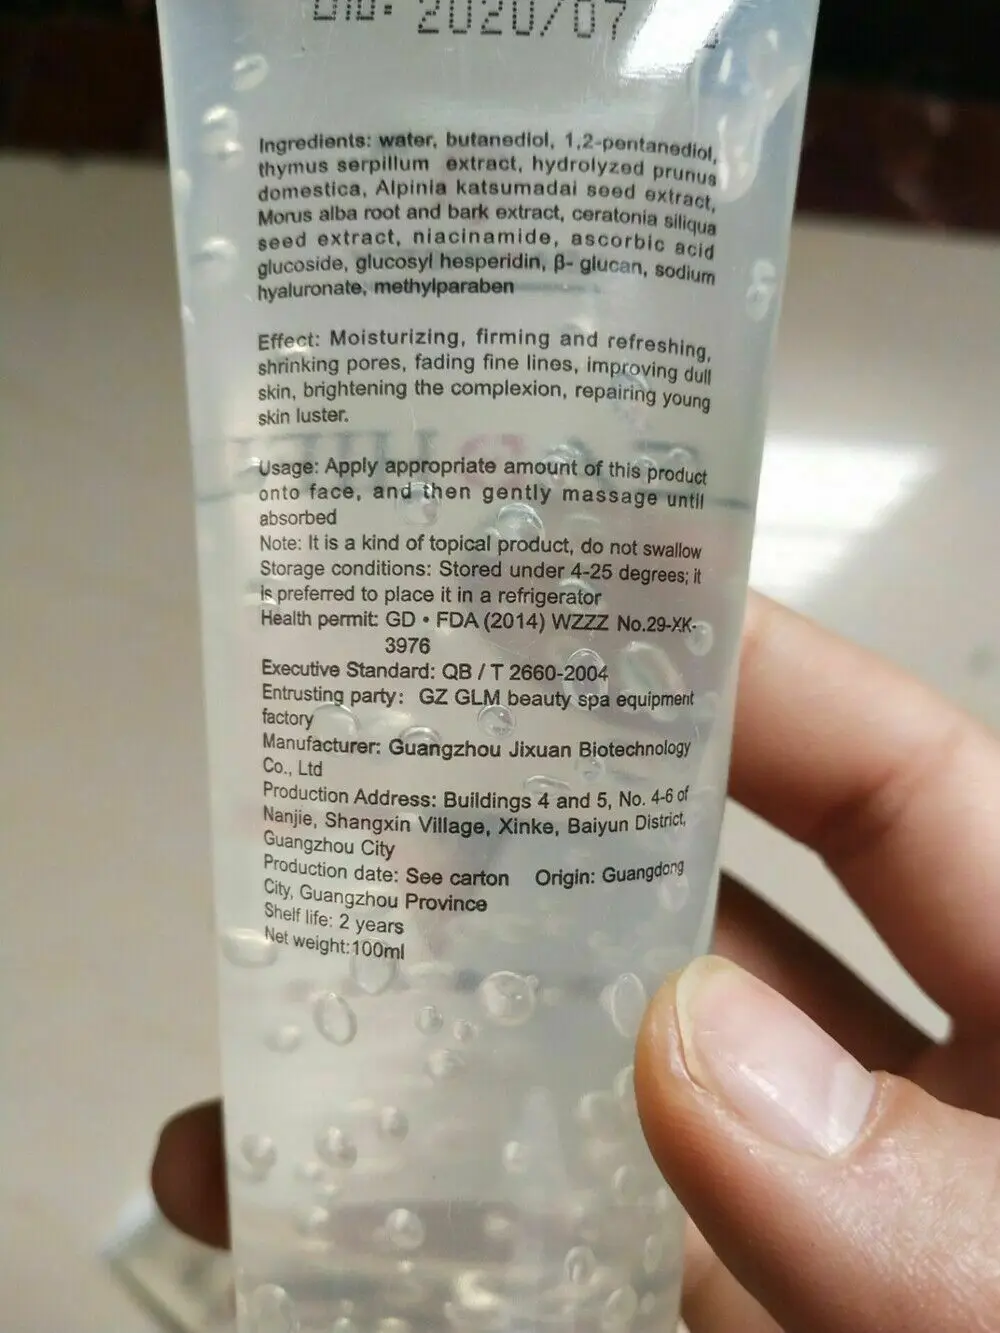 2020/07
Ingredients: water, butanediol, 1,2-pentanediol,
thymus serpillum extract, hydrolyzed prunus
domestica, Alpinia katsumadai seed extract,
Morus alba root and bark extract, ceratonia siliqua
seed extract, niacinamide, ascorbic acid
glucoside, glucosyl hesperidin, β- glucan, sodium
hyaluronate, methylparaben
Effect: Moisturizing, firming and refreshing,
shrinking pores, fading fine lines, improving dull
skin, brightening the complexion, repairing young
skin luster.
Usage: Apply appropriate amount of this product
onto face, and then gently massage until
absorbed
Note: It is a kind of topical product, do not swallow
Storage conditions: Stored under 4-25 degrees; it
is preferred to place it in a refrigerator
Health permit: GD • FDA (2014) WZZZ No.29-XK-
3976
Executive Standard: QB / T 2660-2004
Entrusting party: GZ GLM beauty spa equipment
factory
Manufacturer: Guangzhou Jixuan Biotechnology
Co., Ltd
Production Address: Buildings 4 and 5, No. 4-6 of
Nanjie, Shangxin Village, Xinke, Baiyun District,
Guangzhou City
Production date: See carton Origin: Guangdong
City, Guangzhou Province
Shelf life: 2 years
Net weight:100ml